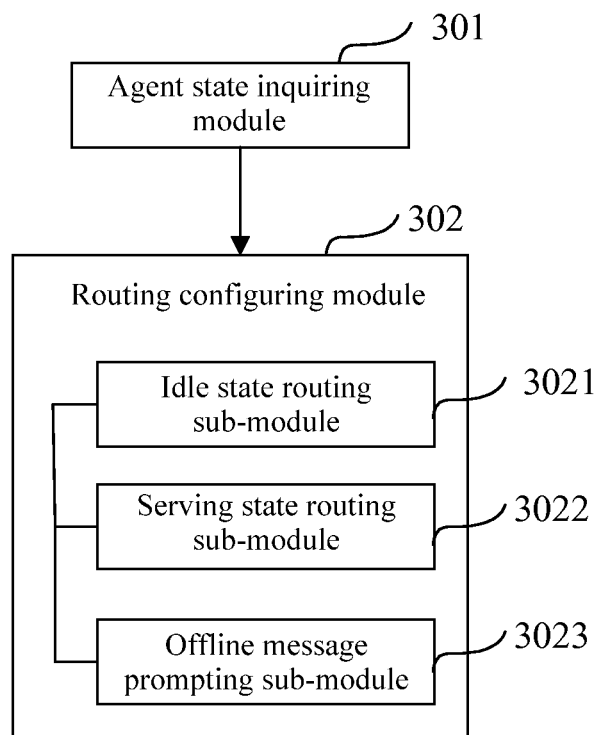 301
Agent state inquiring
module
302
Routing configuring module
Idle state routing
sub-module
3021
Serving state routing
sub-module
3022
Offline message
prompting sub-module
3023